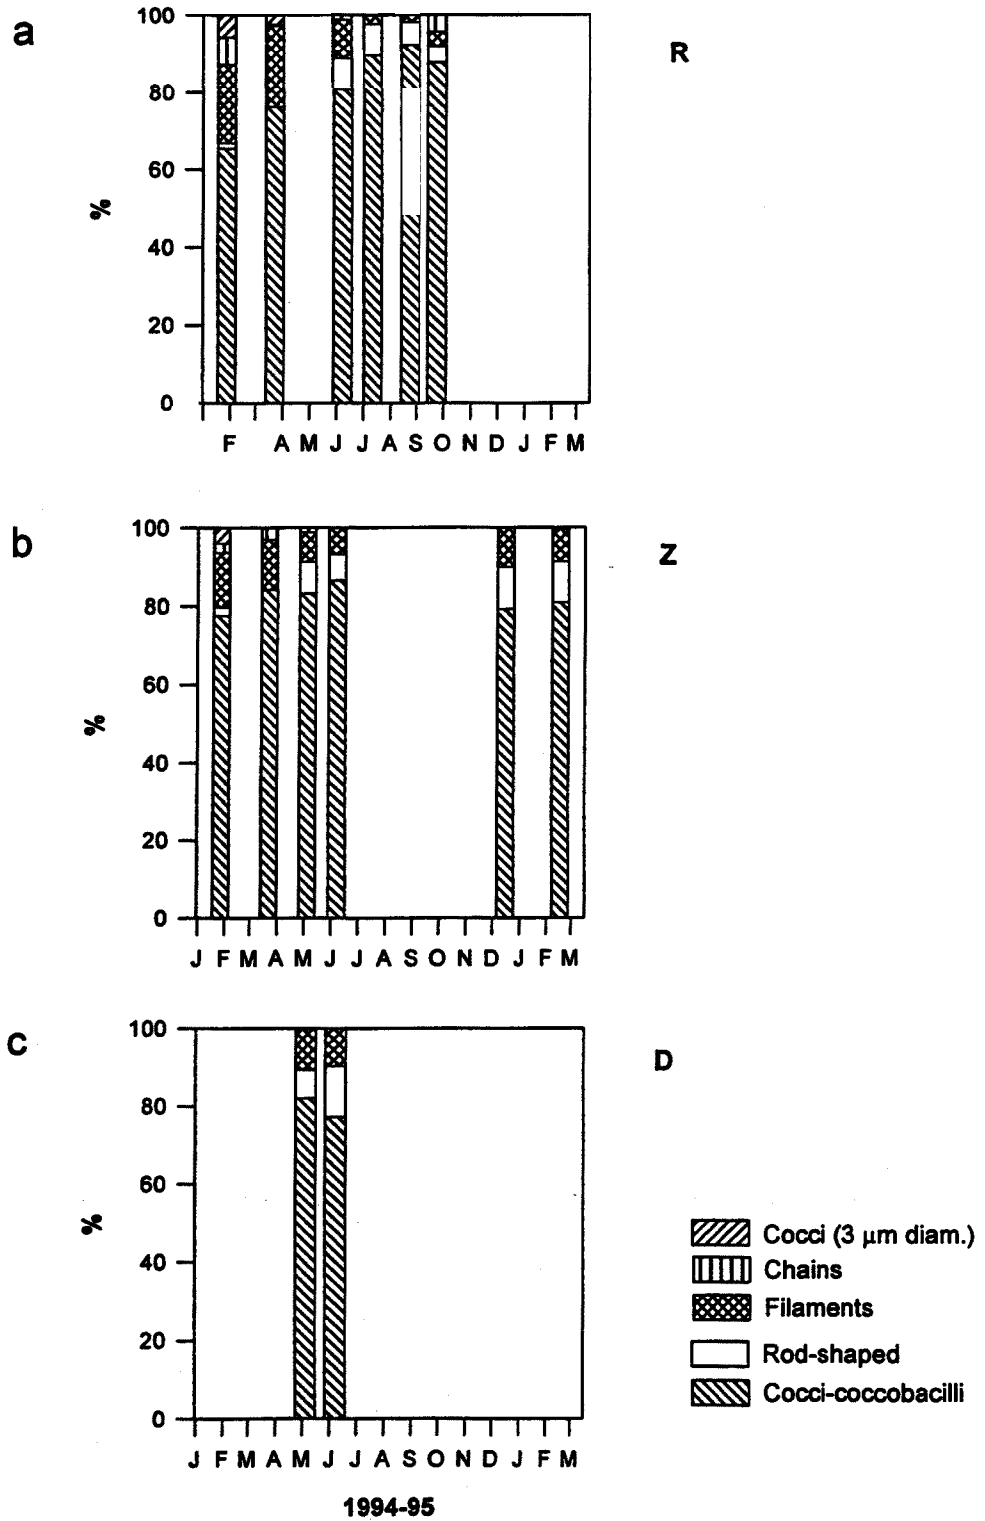 a
R
100
80
60
40
20
0
%
F A M J J A S O N D J F M
b
Z
100
80
60
40
20
0
%
J F M A M J J A S O N D J F M
c
D
100
80
60
40
20
0
%
J F M A M J J A S O N D J F M
1994-95
Cocci (3 µm diam.)
Chains
Filaments
Rod-shaped
Cocci-coccobacilli